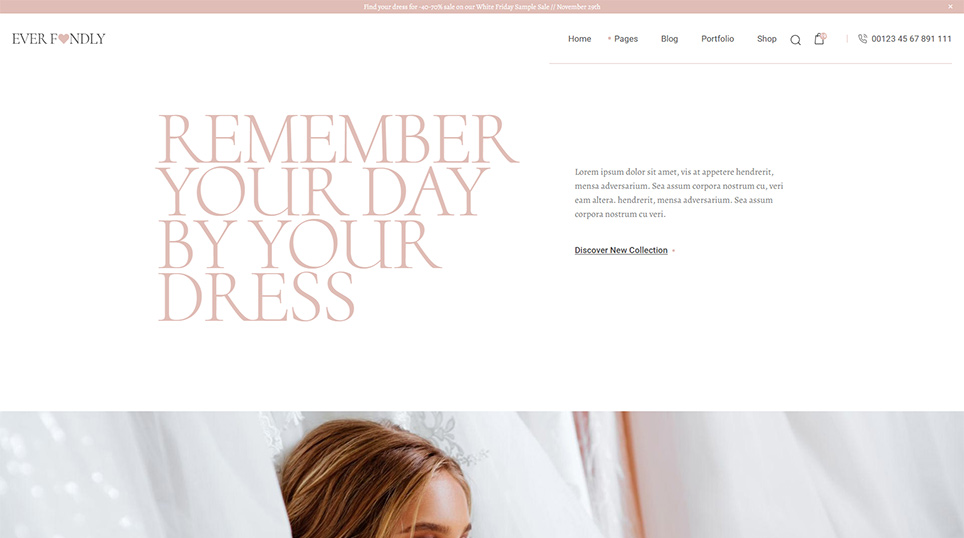 Find your dress for -40-70% sale on our White Friday Sample Sale // November 29th
×
EVER F♥NDLY
Home
Pages
Blog
Portfolio
Shop
00123 45 67 891 111
REMEMBER
YOUR DAY
BY YOUR
DRESS
Lorem ipsum dolor sit amet, vis at appetere hendrerit,
mensa adversarium. Sea assum corpora nostrum cu, veri
eam altera. hendrerit, mensa adversarium. Sea assum
corpora nostrum cu veri.
Discover New Collection